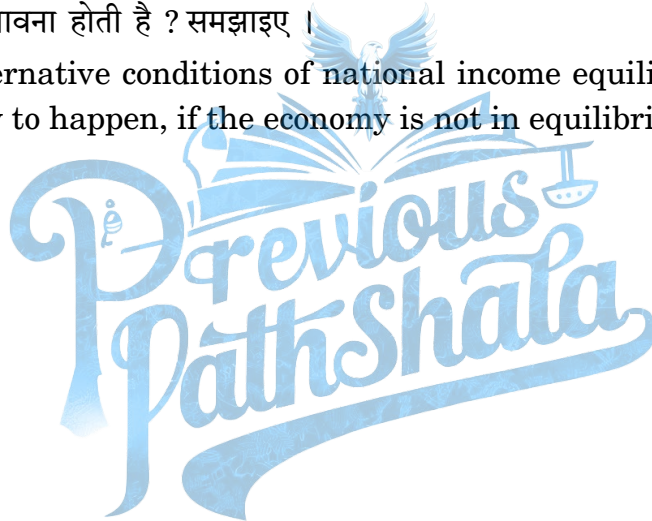 ावना होती है ? समझाइए ।
ernative conditions of national income equili
y to happen, if the economy is not in equilibri
Previous
PathShala